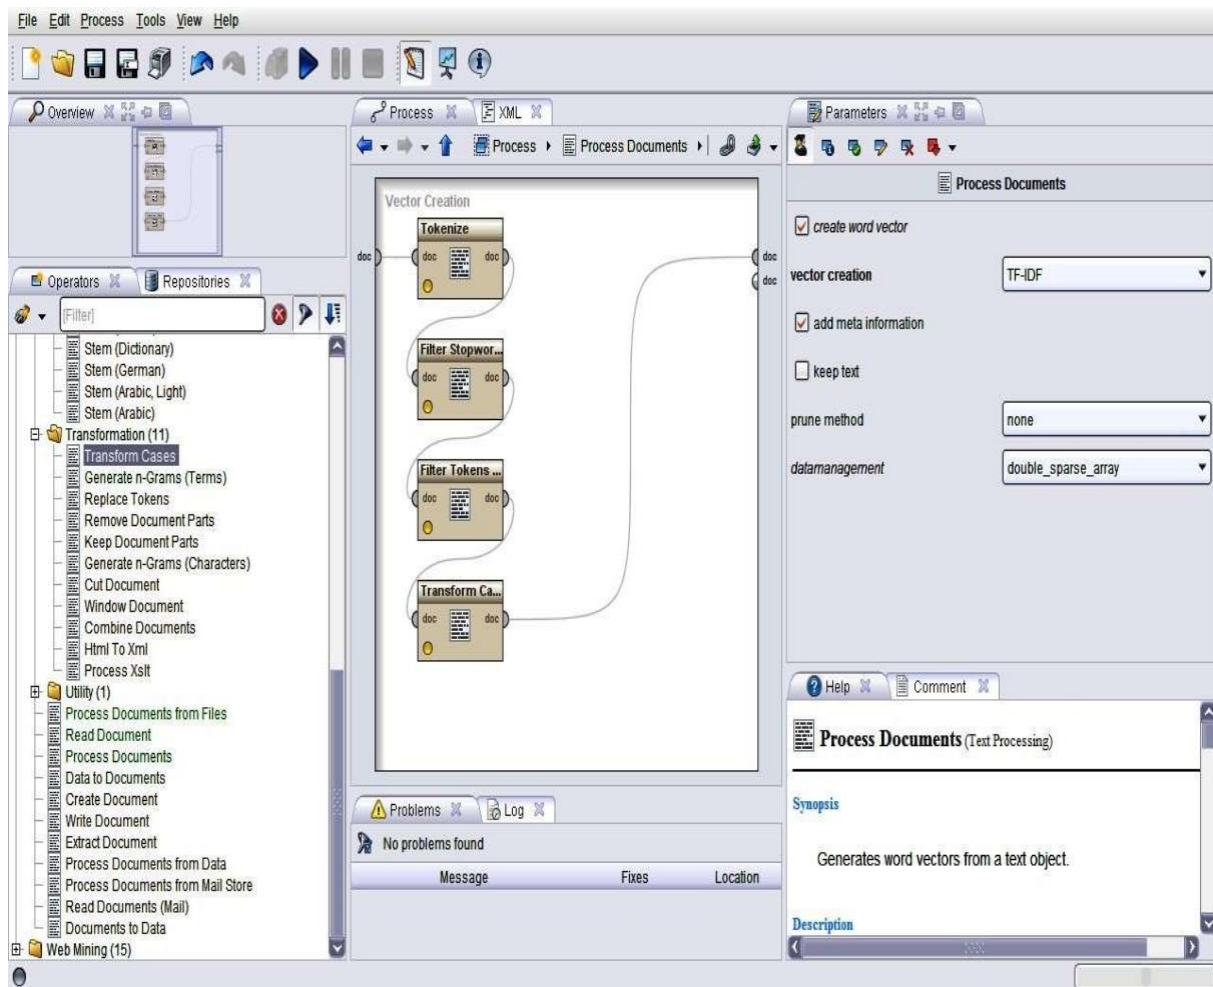 File Edit Process Tools View Help
Overview
Operators
Repositories
[Filter]
Stem (Dictionary)
Stem (German)
Stem (Arabic, Light)
Stem (Arabic)
Transformation (11)
Transform Cases
Generate n-Grams (Terms)
Replace Tokens
Remove Document Parts
Keep Document Parts
Generate n-Grams (Characters)
Cut Document
Window Document
Combine Documents
Html To Xml
Process Xslt
Utility (1)
Process Documents from Files
Read Document
Process Documents
Data to Documents
Create Document
Write Document
Extract Document
Process Documents from Data
Process Documents from Mail Store
Read Documents (Mail)
Documents to Data
Web Mining (15)
Process
XML
Process
Process Documents
Vector Creation
Tokenize
doc
doc doc
doc
doc
Filter Stopwor...
doc doc
Filter Tokens ...
doc doc
Transform Ca...
doc doc
Problems
Log
No problems found
Message Fixes Location
Parameters
Process Documents
create word vector
vector creation TF-IDF
add meta information
keep text
prune method none
datamanagement double_sparse_array
Help
Comment
Process Documents (Text Processing)
Synopsis
Generates word vectors from a text object.
Description